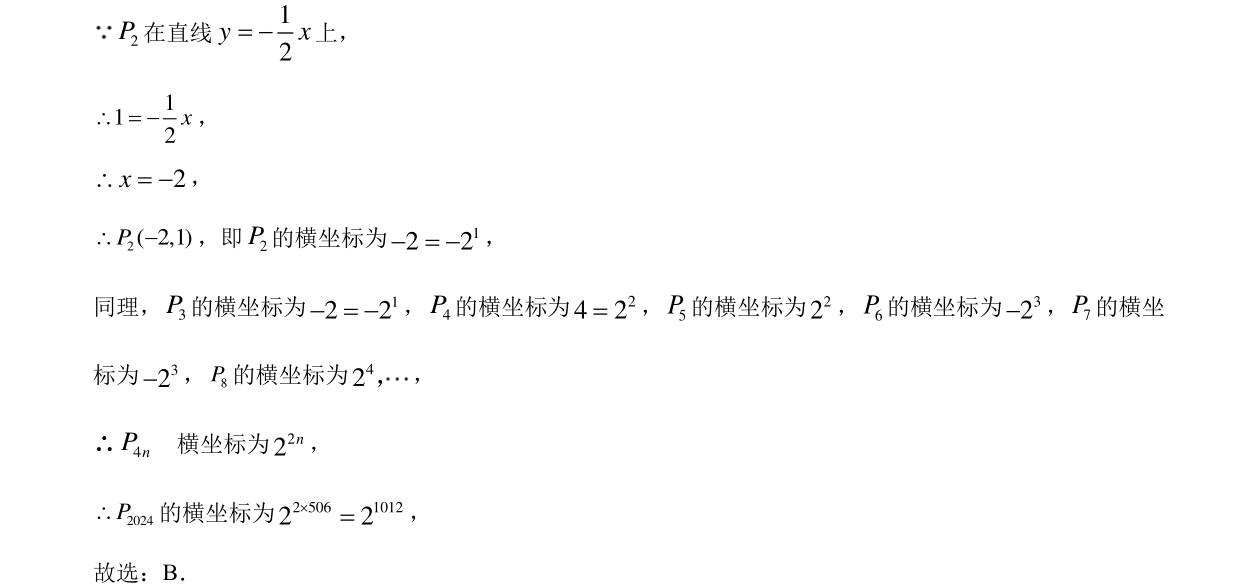 ∵ P₂ 在直线 y = −1/2 x 上，
∴1 = −1/2 x，
∴ x = −2，
∴P₂(−2,1)，即 P₂ 的横坐标为 −2 = −2¹，
同理，P₃ 的横坐标为 −2 = −2¹，P₄ 的横坐标为 4 = 2²，P₅ 的横坐标为 2²，P₆ 的横坐标为 −2³，P₇ 的横坐
标为 −2³，P₈ 的横坐标为 2⁴，⋯，
∴ P₄ₙ 横坐标为 2²ⁿ，
∴P₂₀₂₄ 的横坐标为 2^{2×506} = 2¹⁰¹²，
故选：B．